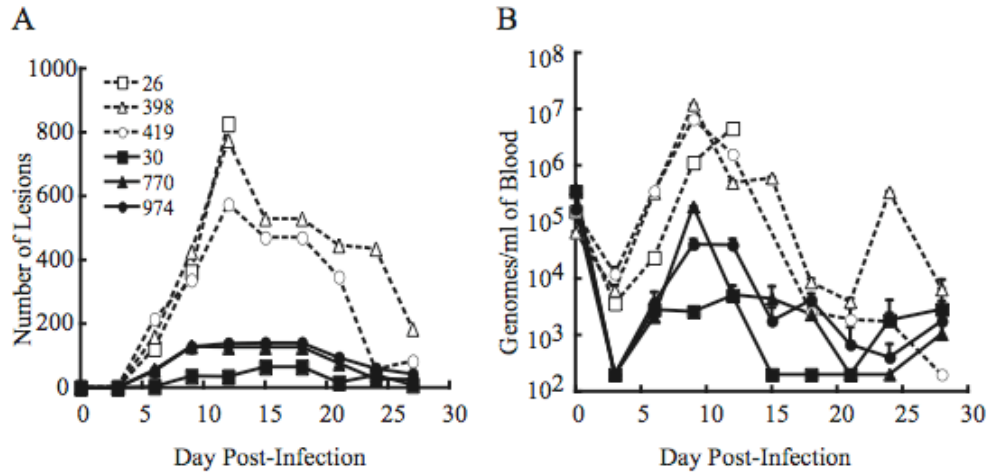 A
Number of Lesions
1000
800
600
400
200
0
26
398
419
30
770
974
0 5 10 15 20 25 30
Day Post-Infection
B
Genomes/ml of Blood
10⁸
10⁷
10⁶
10⁵
10⁴
10³
10²
0 5 10 15 20 25 30
Day Post-Infection